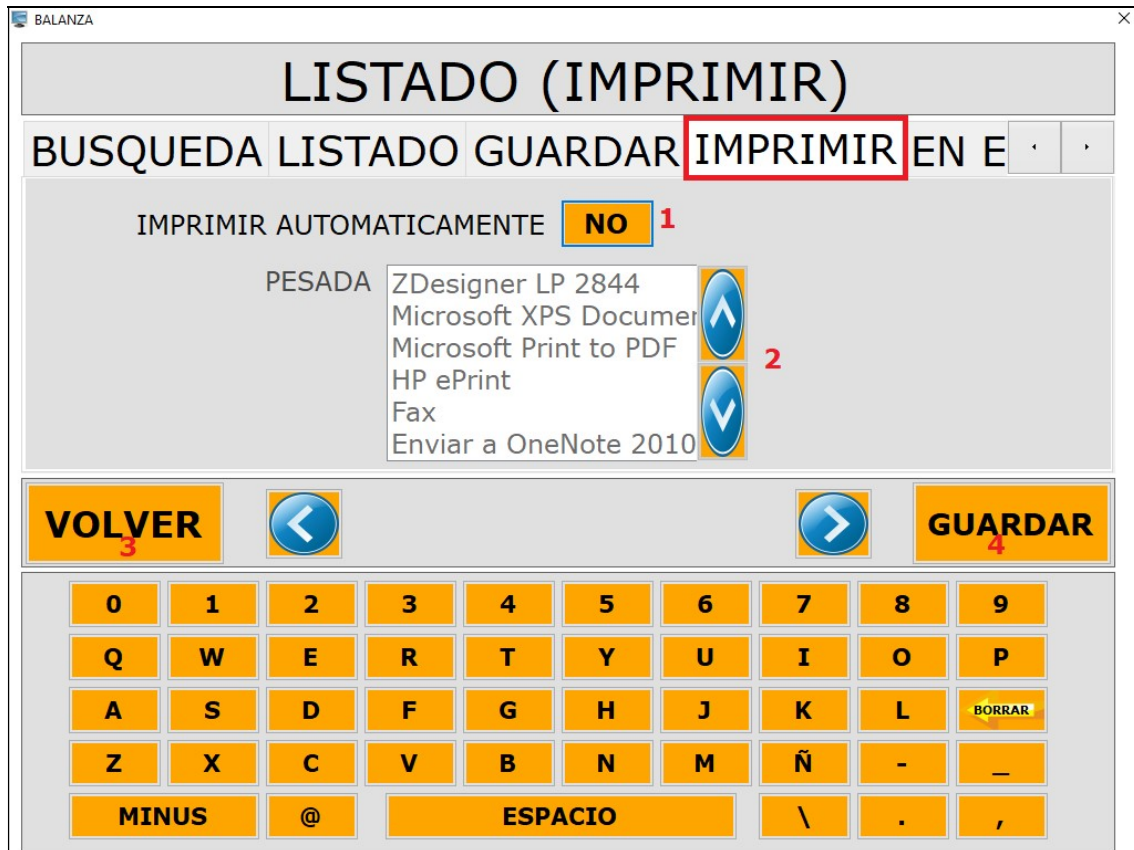 BALANZA
LISTADO (IMPRIMIR)
BUSQUEDA LISTADO GUARDAR IMPRIMIR EN E
IMPRIMIR AUTOMATICAMENTE NO 1
PESADA ZDesigner LP 2844
Microsoft XPS Documen
Microsoft Print to PDF
2
HP ePrint
Fax
Enviar a OneNote 2010
VOLVER GUARDAR
3 4
0 1 2 3 4 5 6 7 8 9
Q W E R T Y U I O P
A S D F G H J K L BORRAR
Z X C V B N M Ñ - _
MINUS @ ESPACIO \ . ,